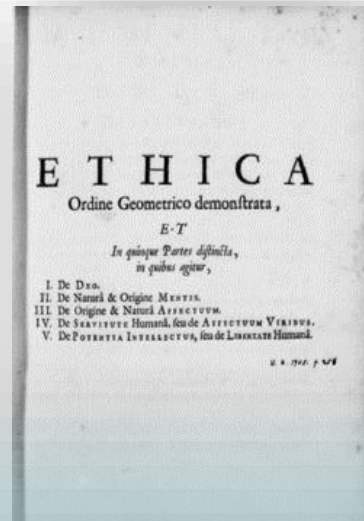 ETHICA
Ordine Geometrico demonſtrata,
ET
In quinque Partes diſtincta,
in quibus agitur,
I. De DEO.
II. De Naturâ & Origine MENTIS.
III. De Origine & Naturâ AFFECTUUM.
IV. De SERVITUTE Humanâ, ſeu de AFFECTUUM VIRIBUS.
V. De POTENTIA INTELLECTUS, ſeu de LIBERTATE Humanâ.